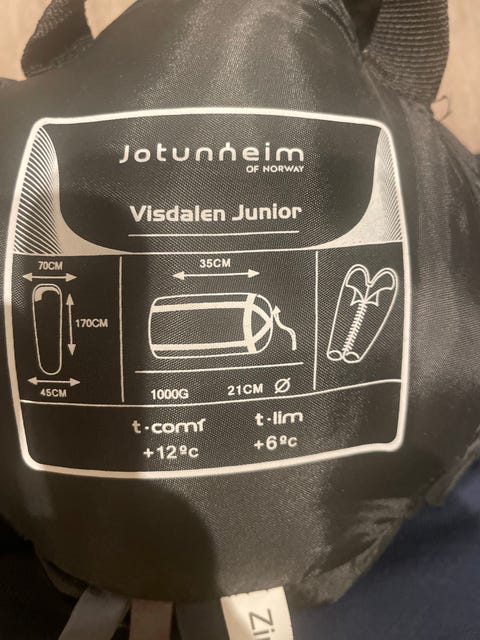 Jotunheim
OF NORWAY
Visdalen Junior
70CM
170CM
45CM
35CM
1000G 21CM Ø
t·comf t·lim
+12ºc +6ºc